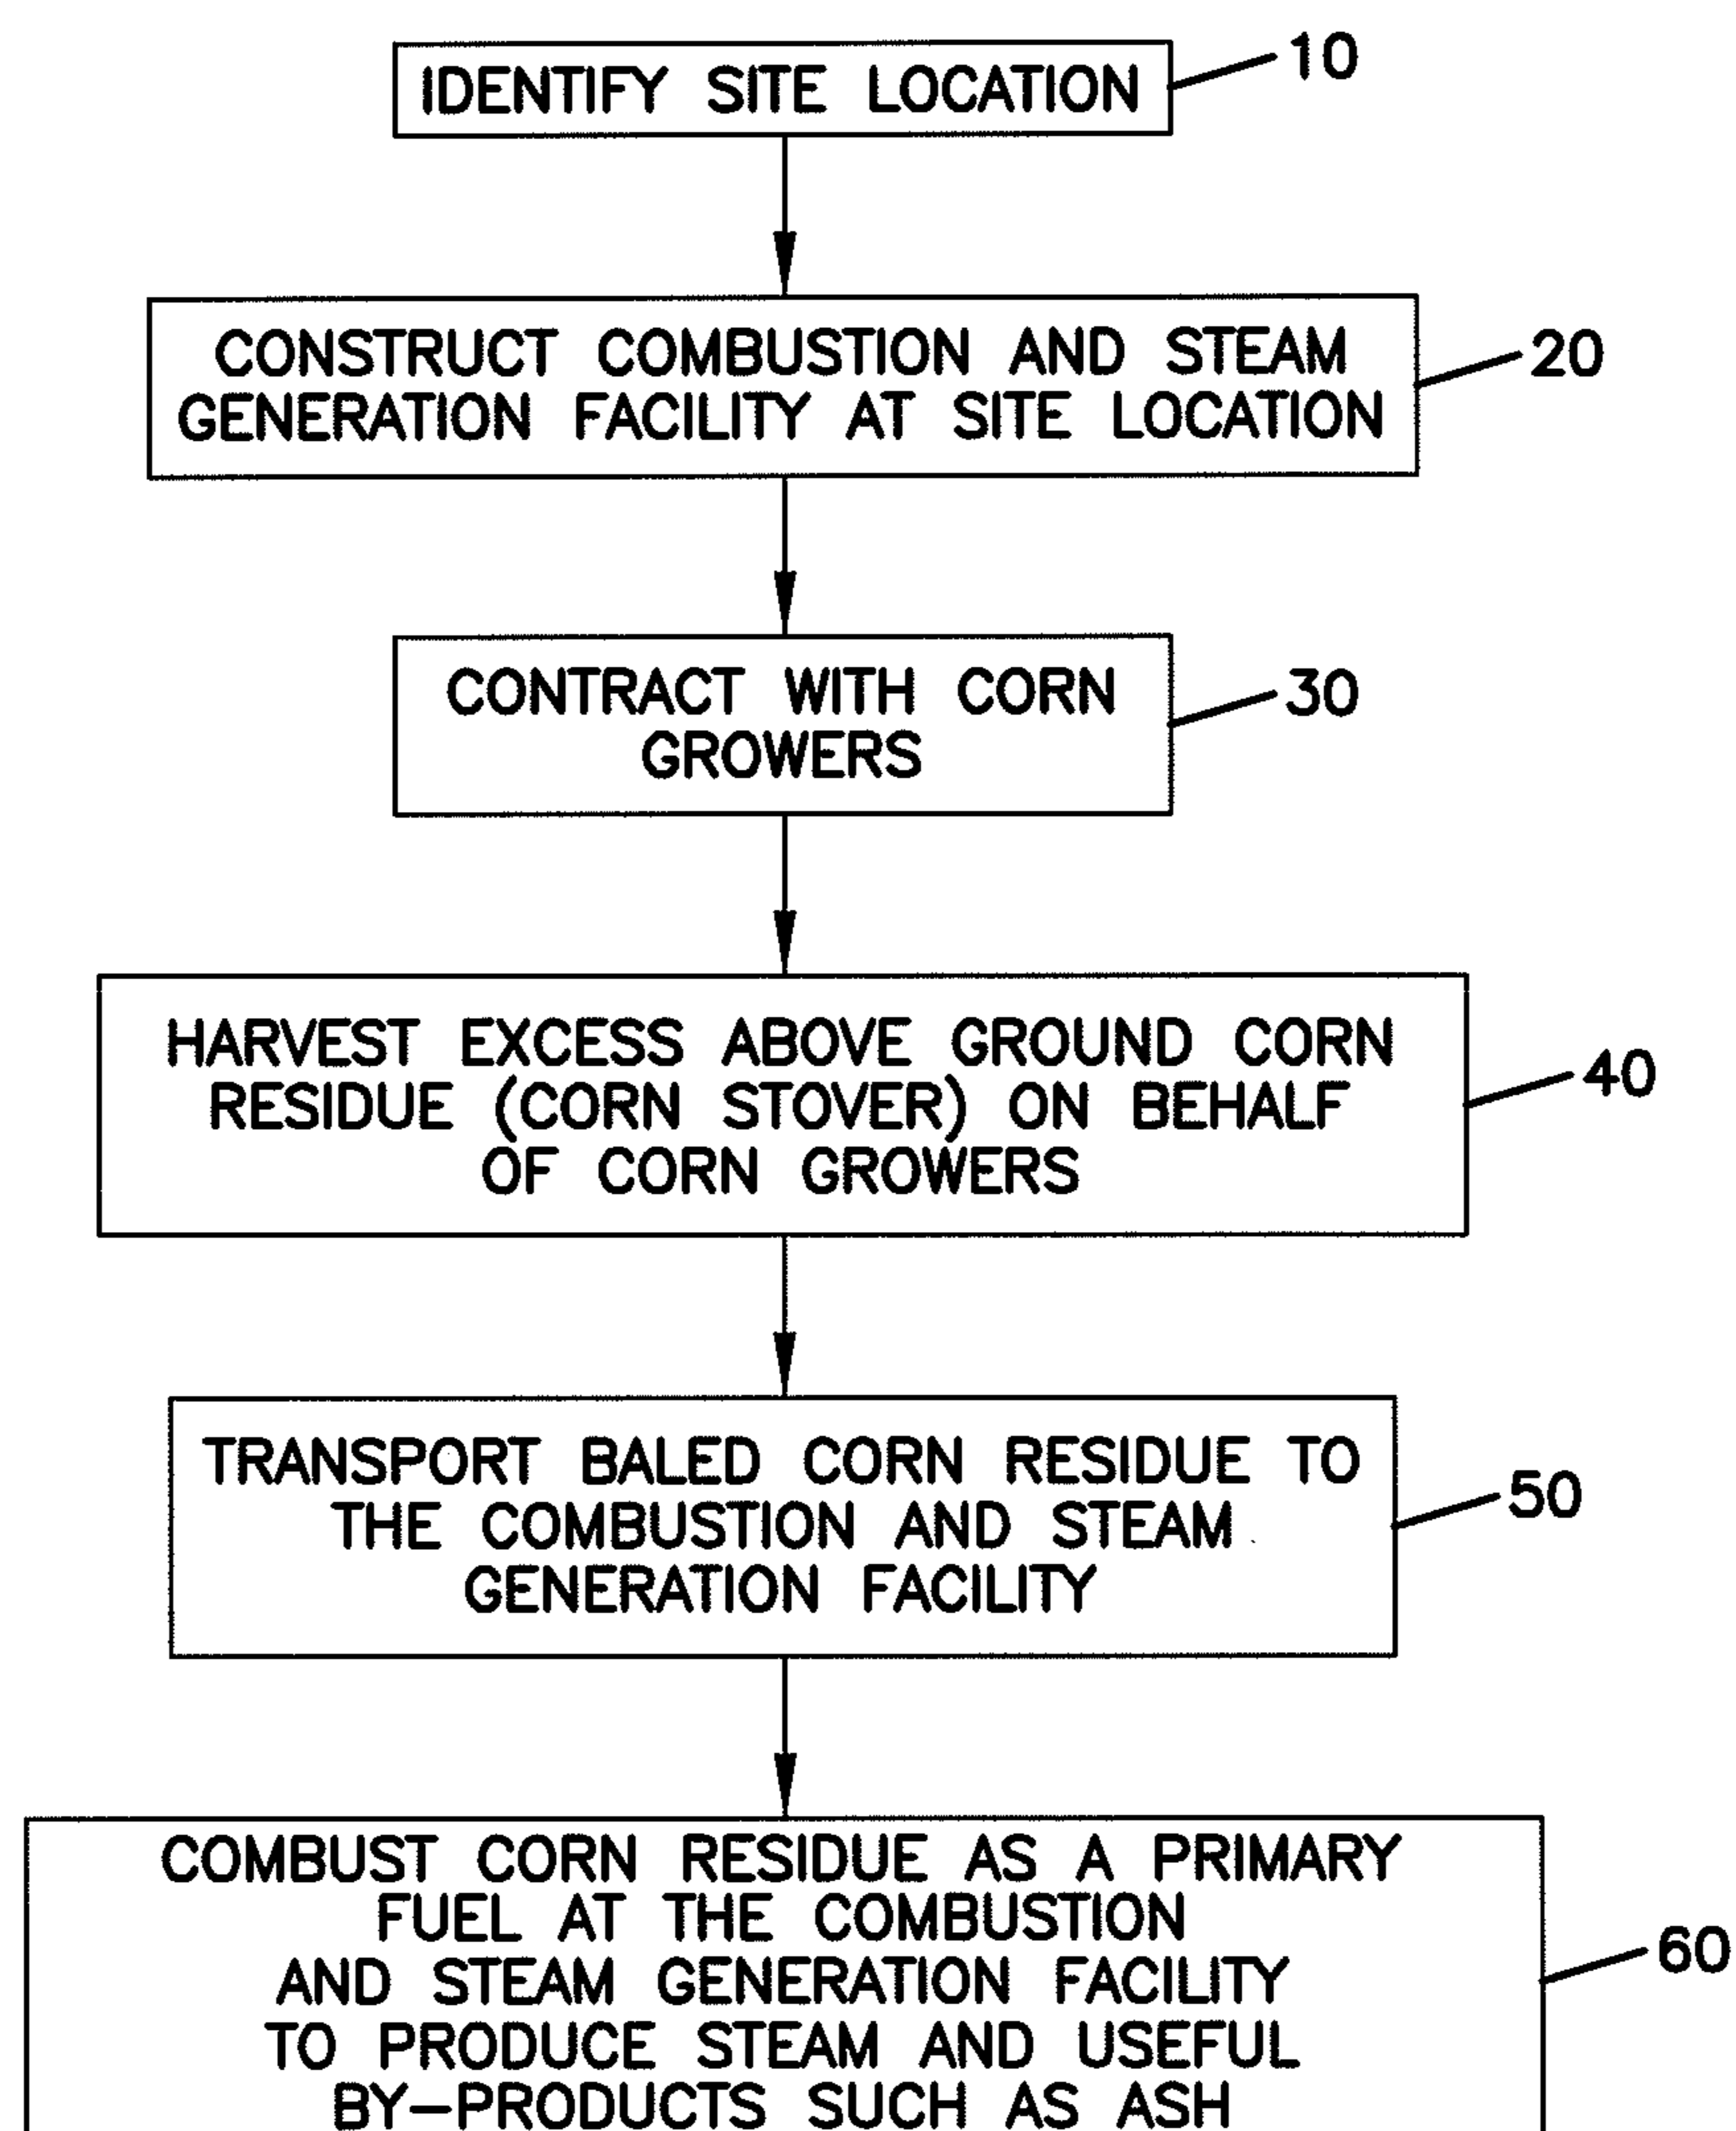 IDENTIFY SITE LOCATION
10
CONSTRUCT COMBUSTION AND STEAM
GENERATION FACILITY AT SITE LOCATION
20
CONTRACT WITH CORN
GROWERS
30
HARVEST EXCESS ABOVE GROUND CORN
RESIDUE (CORN STOVER) ON BEHALF
OF CORN GROWERS
40
TRANSPORT BALED CORN RESIDUE TO
THE COMBUSTION AND STEAM
GENERATION FACILITY
50
COMBUST CORN RESIDUE AS A PRIMARY
FUEL AT THE COMBUSTION
AND STEAM GENERATION FACILITY
TO PRODUCE STEAM AND USEFUL
BY-PRODUCTS SUCH AS ASH
60